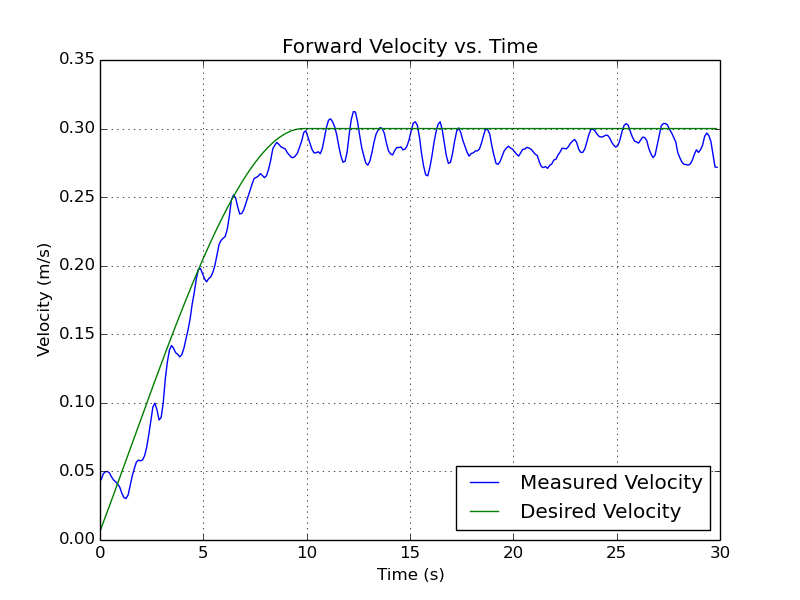 Forward Velocity vs. Time
0.35
0.30
0.25
0.20
0.15
0.10
0.05
0.00
Velocity (m/s)
Measured Velocity
Desired Velocity
0 5 10 15 20 25 30
Time (s)